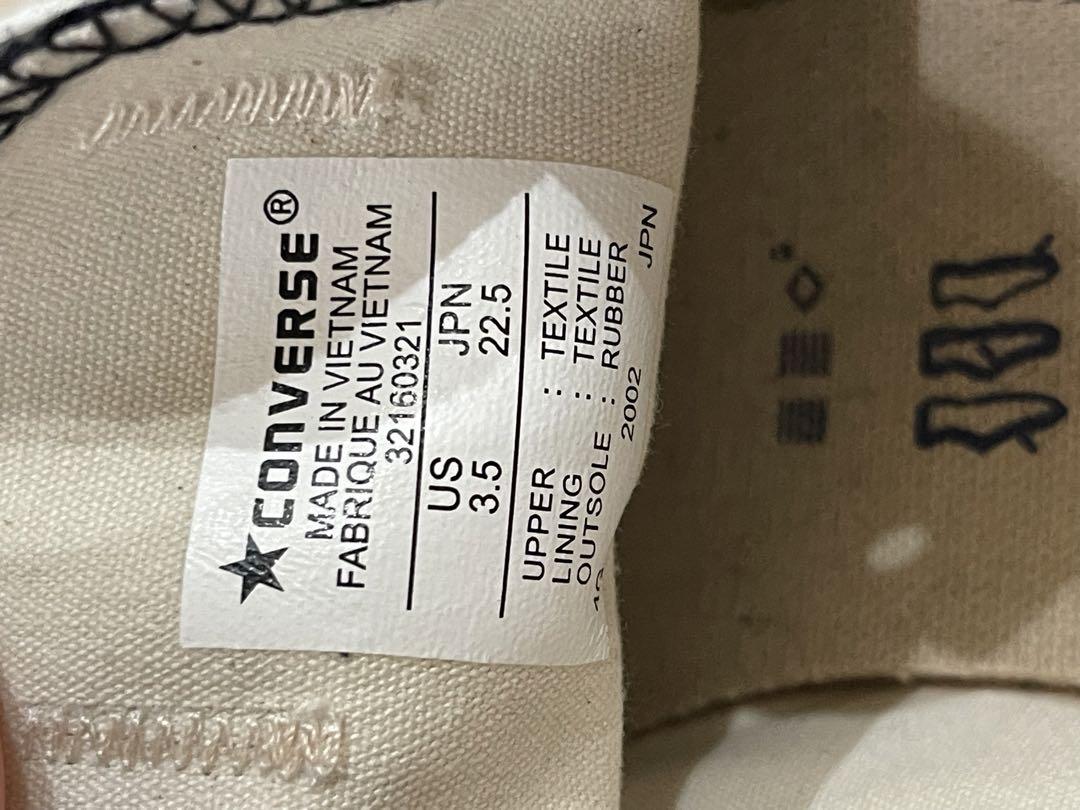 ★CONVERSE®
MADE IN VIETNAM
FABRIQUE AU VIETNAM
32160321
US JPN
3.5 22.5
UPPER : TEXTILE
LINING : TEXTILE
OUTSOLE : RUBBER
2002 JPN